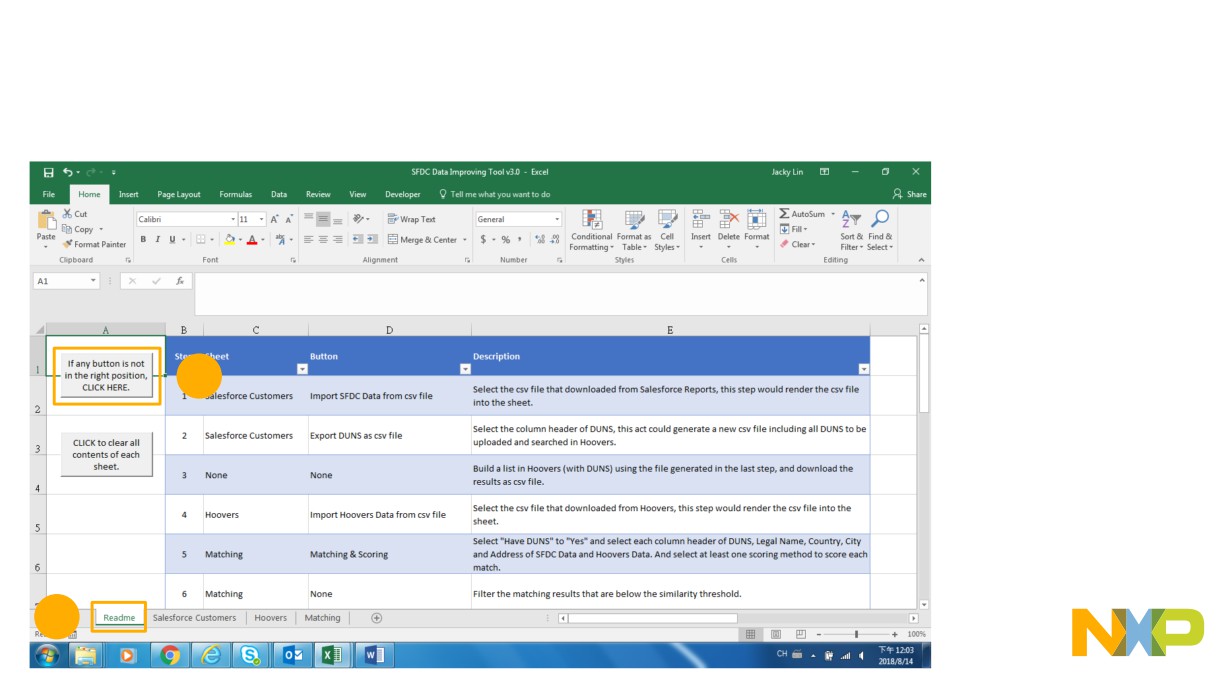 SFDC Data Improving Tool v3.0 - Excel
Jacky Lin
File Home Insert Page Layout Formulas Data Review View Developer Tell me what you want to do
Share
Paste
Cut
Copy
Format Painter
Clipboard
Calibri 11
B I U
Font
Wrap Text
Merge & Center
Alignment
General
$ % ,
Number
Conditional Formatting
Format as Table
Cell Styles
Styles
Insert Delete Format
Cells
AutoSum
Fill
Clear
Sort & Filter
Find & Select
Editing
A1
fx
A B C D E
1
If any button is not
in the right position,
CLICK HERE.
Sheet Button Description
2
1 Salesforce Customers Import SFDC Data from csv file
Select the csv file that downloaded from Salesforce Reports, this step would render the csv file
into the sheet.
3
CLICK to clear all
contents of each
sheet.
2 Salesforce Customers Export DUNS as csv file
Select the column header of DUNS, this act could generate a new csv file including all DUNS to be
uploaded and searched in Hoovers.
4
3 None None
Build a list in Hoovers (with DUNS) using the file generated in the last step, and download the
results as csv file.
5
4 Hoovers Import Hoovers Data from csv file
Select the csv file that downloaded from Hoovers, this step would render the csv file into the
sheet.
6
5 Matching Matching & Scoring
Select "Have DUNS" to "Yes" and select each column header of DUNS, Legal Name, Country, City
and Address of SFDC Data and Hoovers Data. And select at least one scoring method to score each
match.
6 Matching None Filter the matching results that are below the similarity threshold.
Readme Salesforce Customers Hoovers Matching
100%
CH
下午 12:03
2018/8/14
NXP